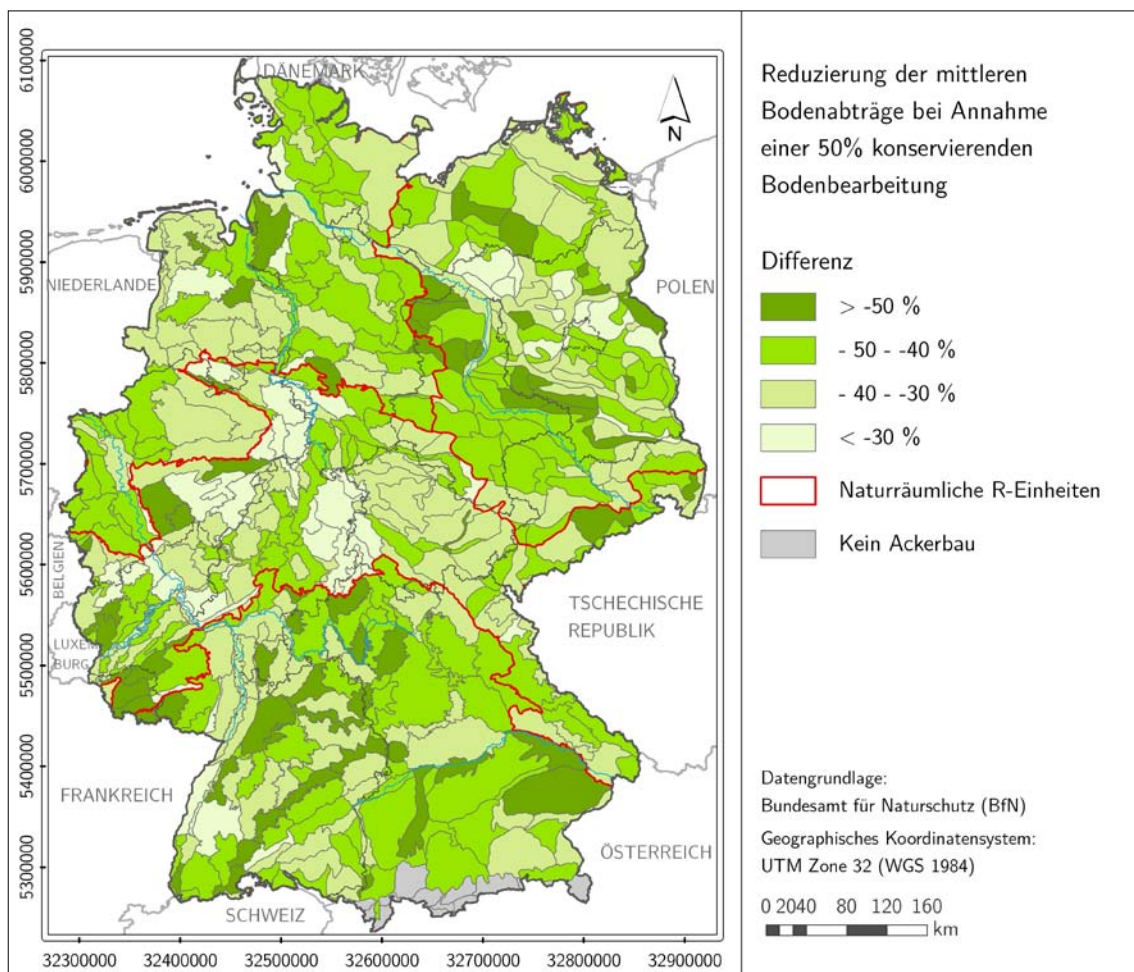 6100000
6000000
5900000
5800000
5700000
5600000
5500000
5400000
5300000
DÄNEMARK
N
NIEDERLANDE
POLEN
BELGIEN
LUXEM
BURG
TSCHECHISCHE
REPUBLIK
FRANKREICH
ÖSTERREICH
SCHWEIZ
32300000 32400000 32500000 32600000 32700000 32800000 32900000
Reduzierung der mittleren
Bodenabträge bei Annahme
einer 50% konservierenden
Bodenbearbeitung
Differenz
> -50 %
- 50 - -40 %
- 40 - -30 %
< -30 %
Naturräumliche R-Einheiten
Kein Ackerbau
Datengrundlage:
Bundesamt für Naturschutz (BfN)
Geographisches Koordinatensystem:
UTM Zone 32 (WGS 1984)
0 2040 80 120 160
km